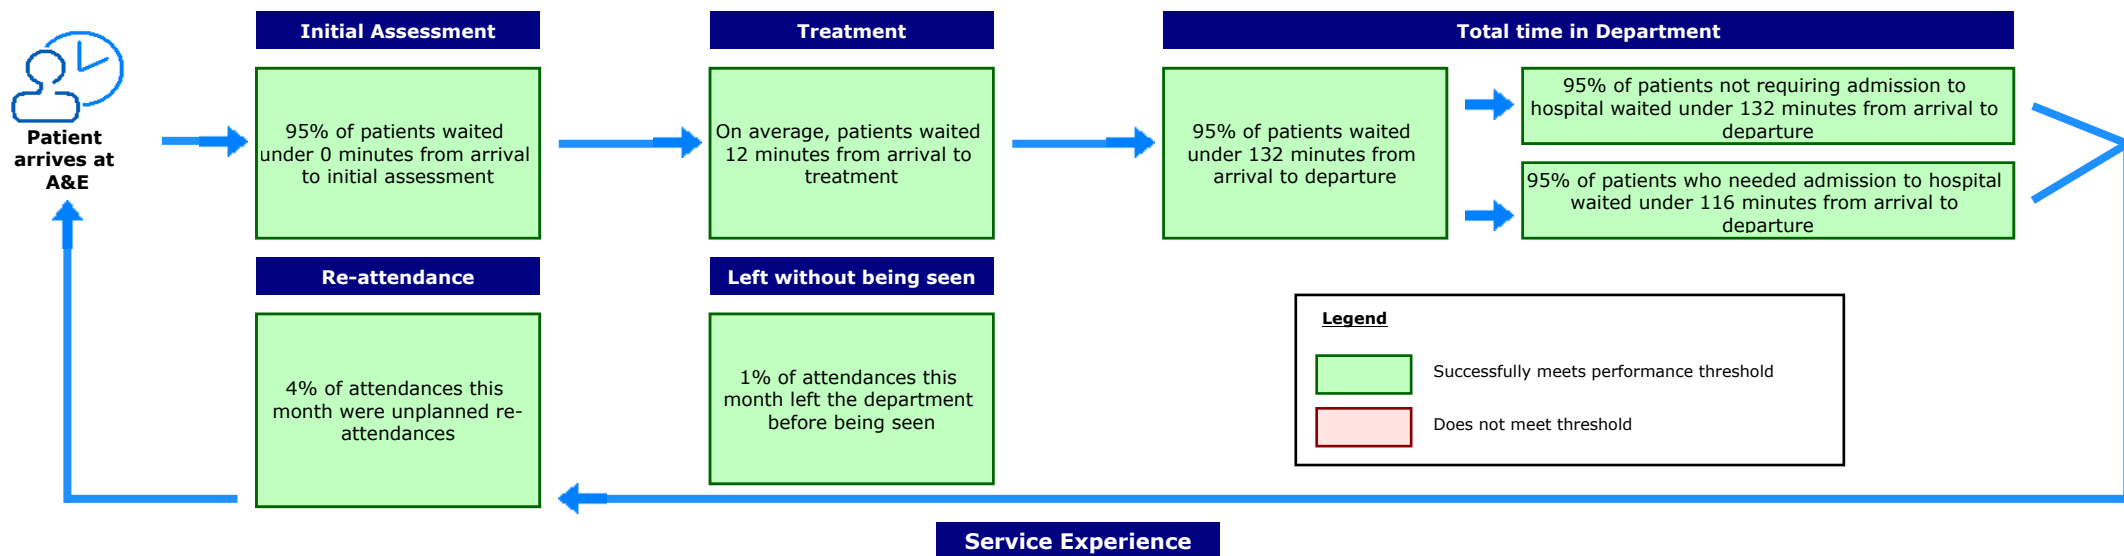 Initial Assessment
Treatment
Total time in Department
Patient
arrives at
A&E
95% of patients waited
under 0 minutes from arrival
to initial assessment
On average, patients waited
12 minutes from arrival to
treatment
95% of patients waited
under 132 minutes from
arrival to departure
95% of patients not requiring admission to
hospital waited under 132 minutes from arrival to
departure
95% of patients who needed admission to hospital
waited under 116 minutes from arrival to
departure
Re-attendance
Left without being seen
4% of attendances this
month were unplanned re-
attendances
1% of attendances this
month left the department
before being seen
Legend
Successfully meets performance threshold
Does not meet threshold
Service Experience